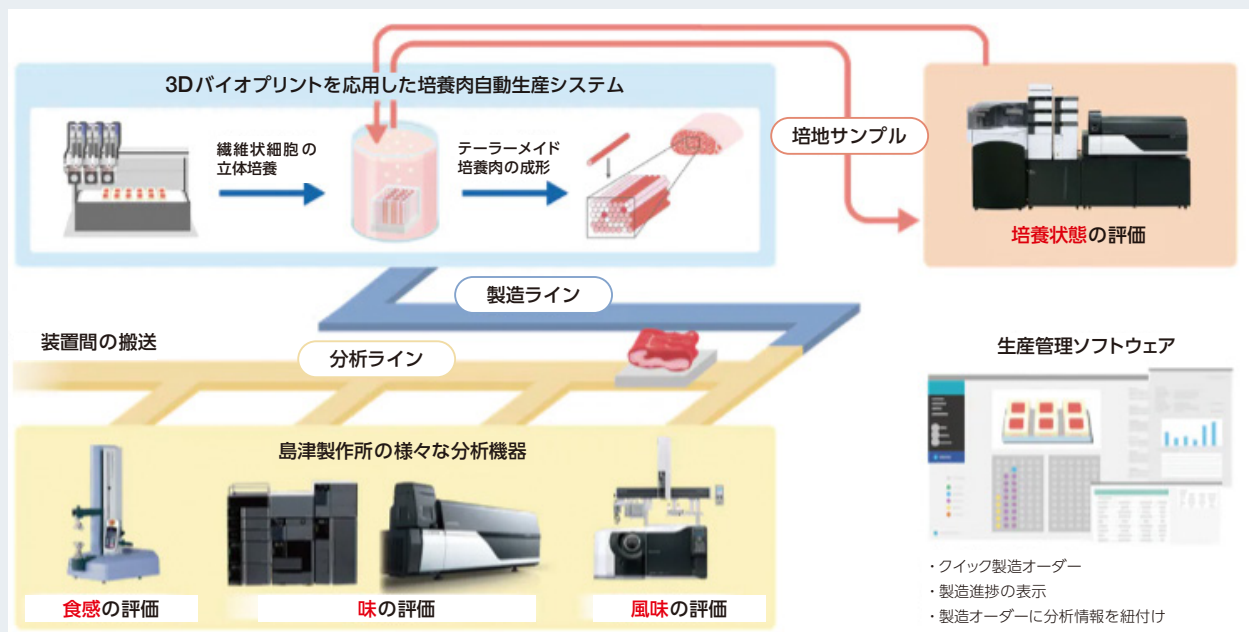 3Dバイオプリントを応用した培養肉自動生産システム
繊維状細胞の
立体培養
テーラーメイド
培養肉の成形
培地サンプル
培養状態の評価
製造ライン
装置間の搬送
分析ライン
生産管理ソフトウェア
島津製作所の様々な分析機器
食感の評価
味の評価
風味の評価
・クイック製造オーダー
・製造進捗の表示
・製造オーダーに分析情報を紐付け